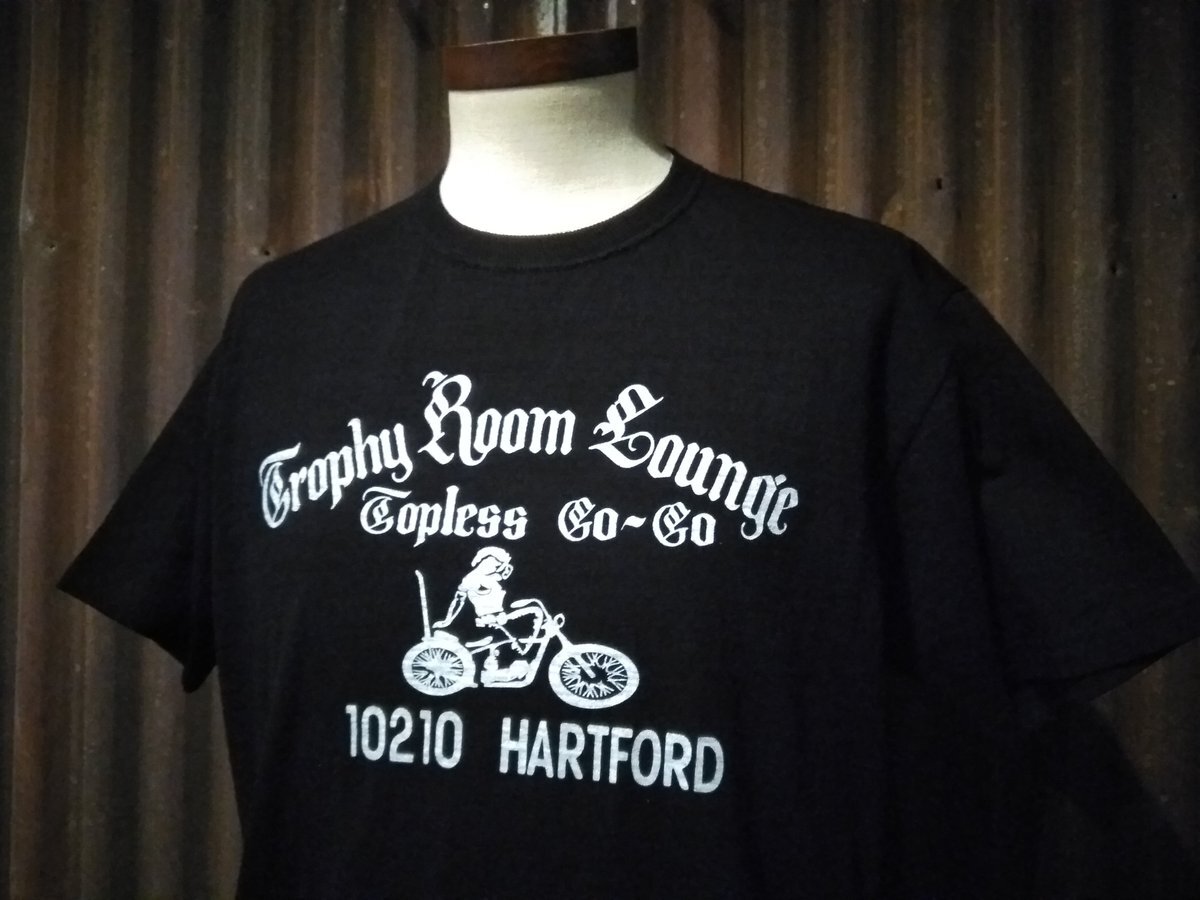 Trophy Room Lounge
Topless Go-Go
10210 HARTFORD